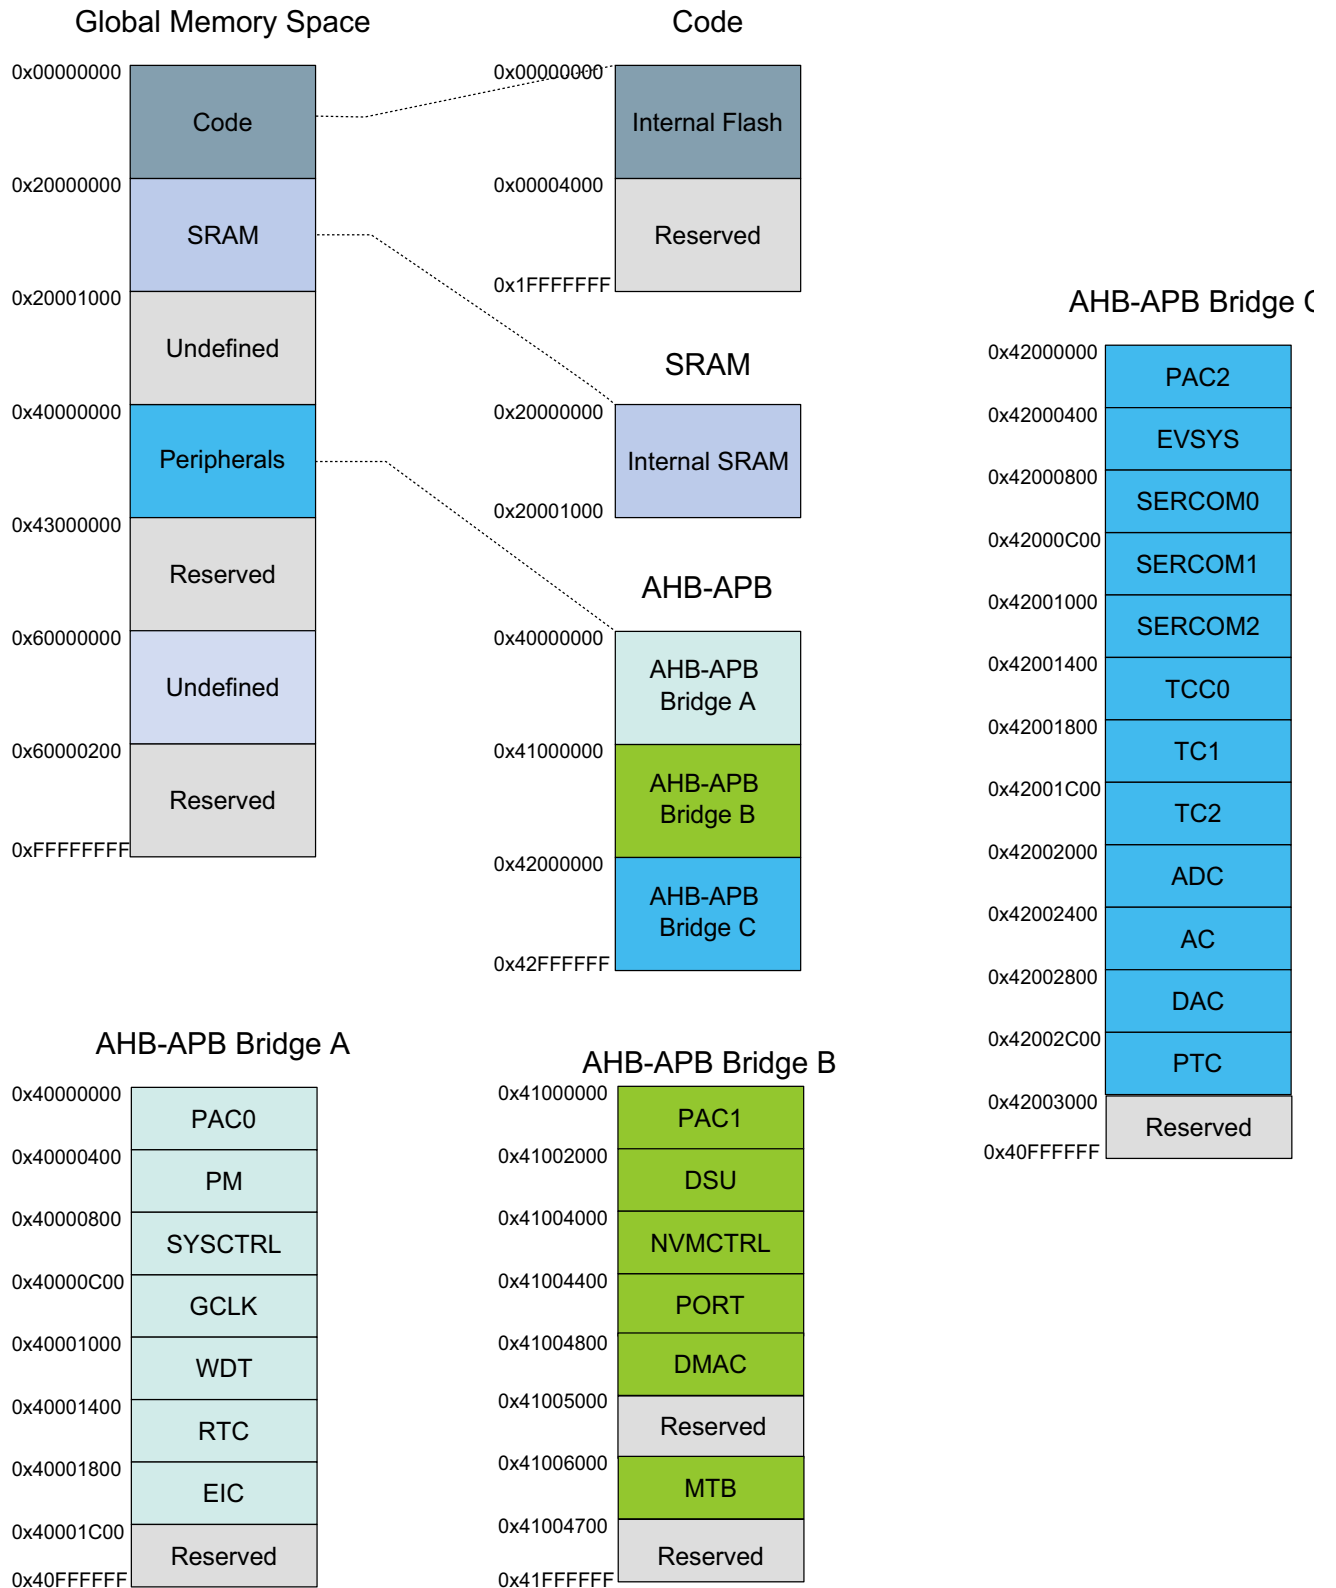 Global Memory Space
0x00000000
Code
0x20000000
SRAM
0x20001000
Undefined
0x40000000
Peripherals
0x43000000
Reserved
0x60000000
Undefined
0x60000200
Reserved
0xFFFFFFFF
Code
0x00000000
Internal Flash
0x00004000
Reserved
0x1FFFFFFF
SRAM
0x20000000
Internal SRAM
0x20001000
AHB-APB
0x40000000
AHB-APB
Bridge A
0x41000000
AHB-APB
Bridge B
0x42000000
AHB-APB
Bridge C
0x42FFFFFF
AHB-APB Bridge C
0x42000000
PAC2
0x42000400
EVSYS
0x42000800
SERCOM0
0x42000C00
SERCOM1
0x42001000
SERCOM2
0x42001400
TCC0
0x42001800
TC1
0x42001C00
TC2
0x42002000
ADC
0x42002400
AC
0x42002800
DAC
0x42002C00
PTC
0x42003000
Reserved
0x40FFFFFF
AHB-APB Bridge A
0x40000000
PAC0
0x40000400
PM
0x40000800
SYSCTRL
0x40000C00
GCLK
0x40001000
WDT
0x40001400
RTC
0x40001800
EIC
0x40001C00
Reserved
0x40FFFFFF
AHB-APB Bridge B
0x41000000
PAC1
0x41002000
DSU
0x41004000
NVMCTRL
0x41004400
PORT
0x41004800
DMAC
0x41005000
Reserved
0x41006000
MTB
0x41004700
Reserved
0x41FFFFFF